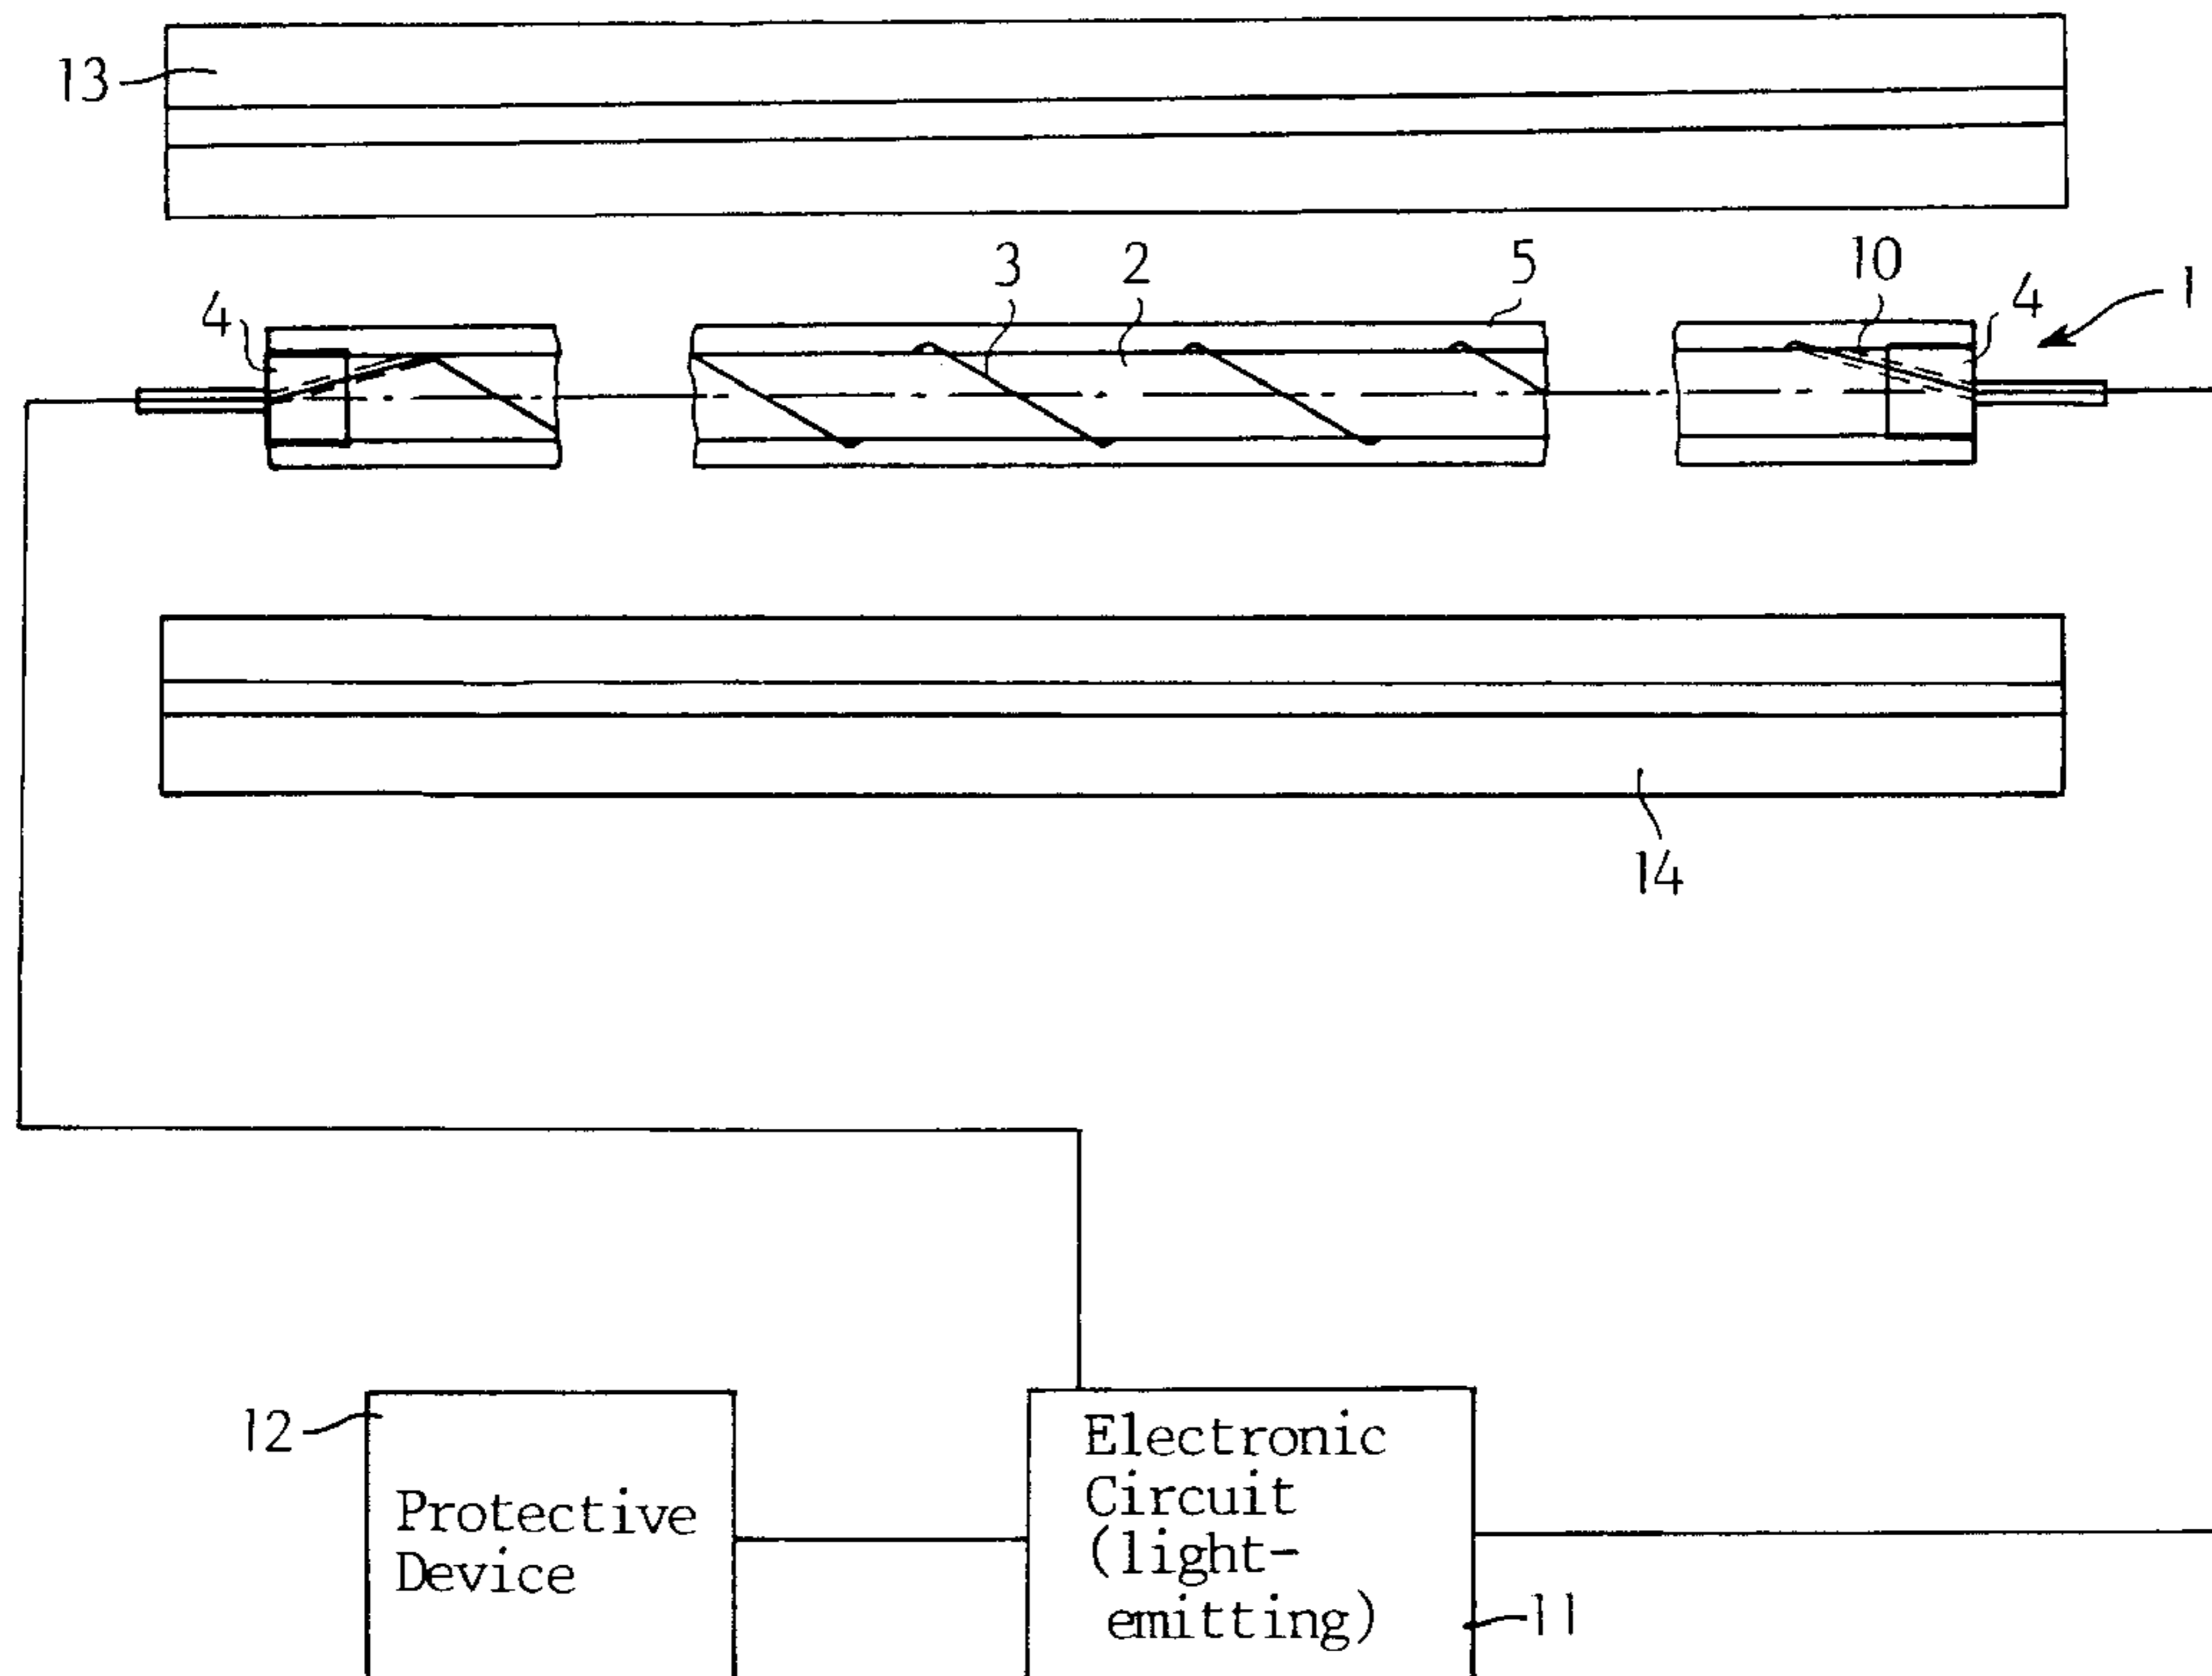 13
3
2
5
10
4
4
1
14
12
Protective
Device
Electronic
Circuit
(light-
emitting)
11